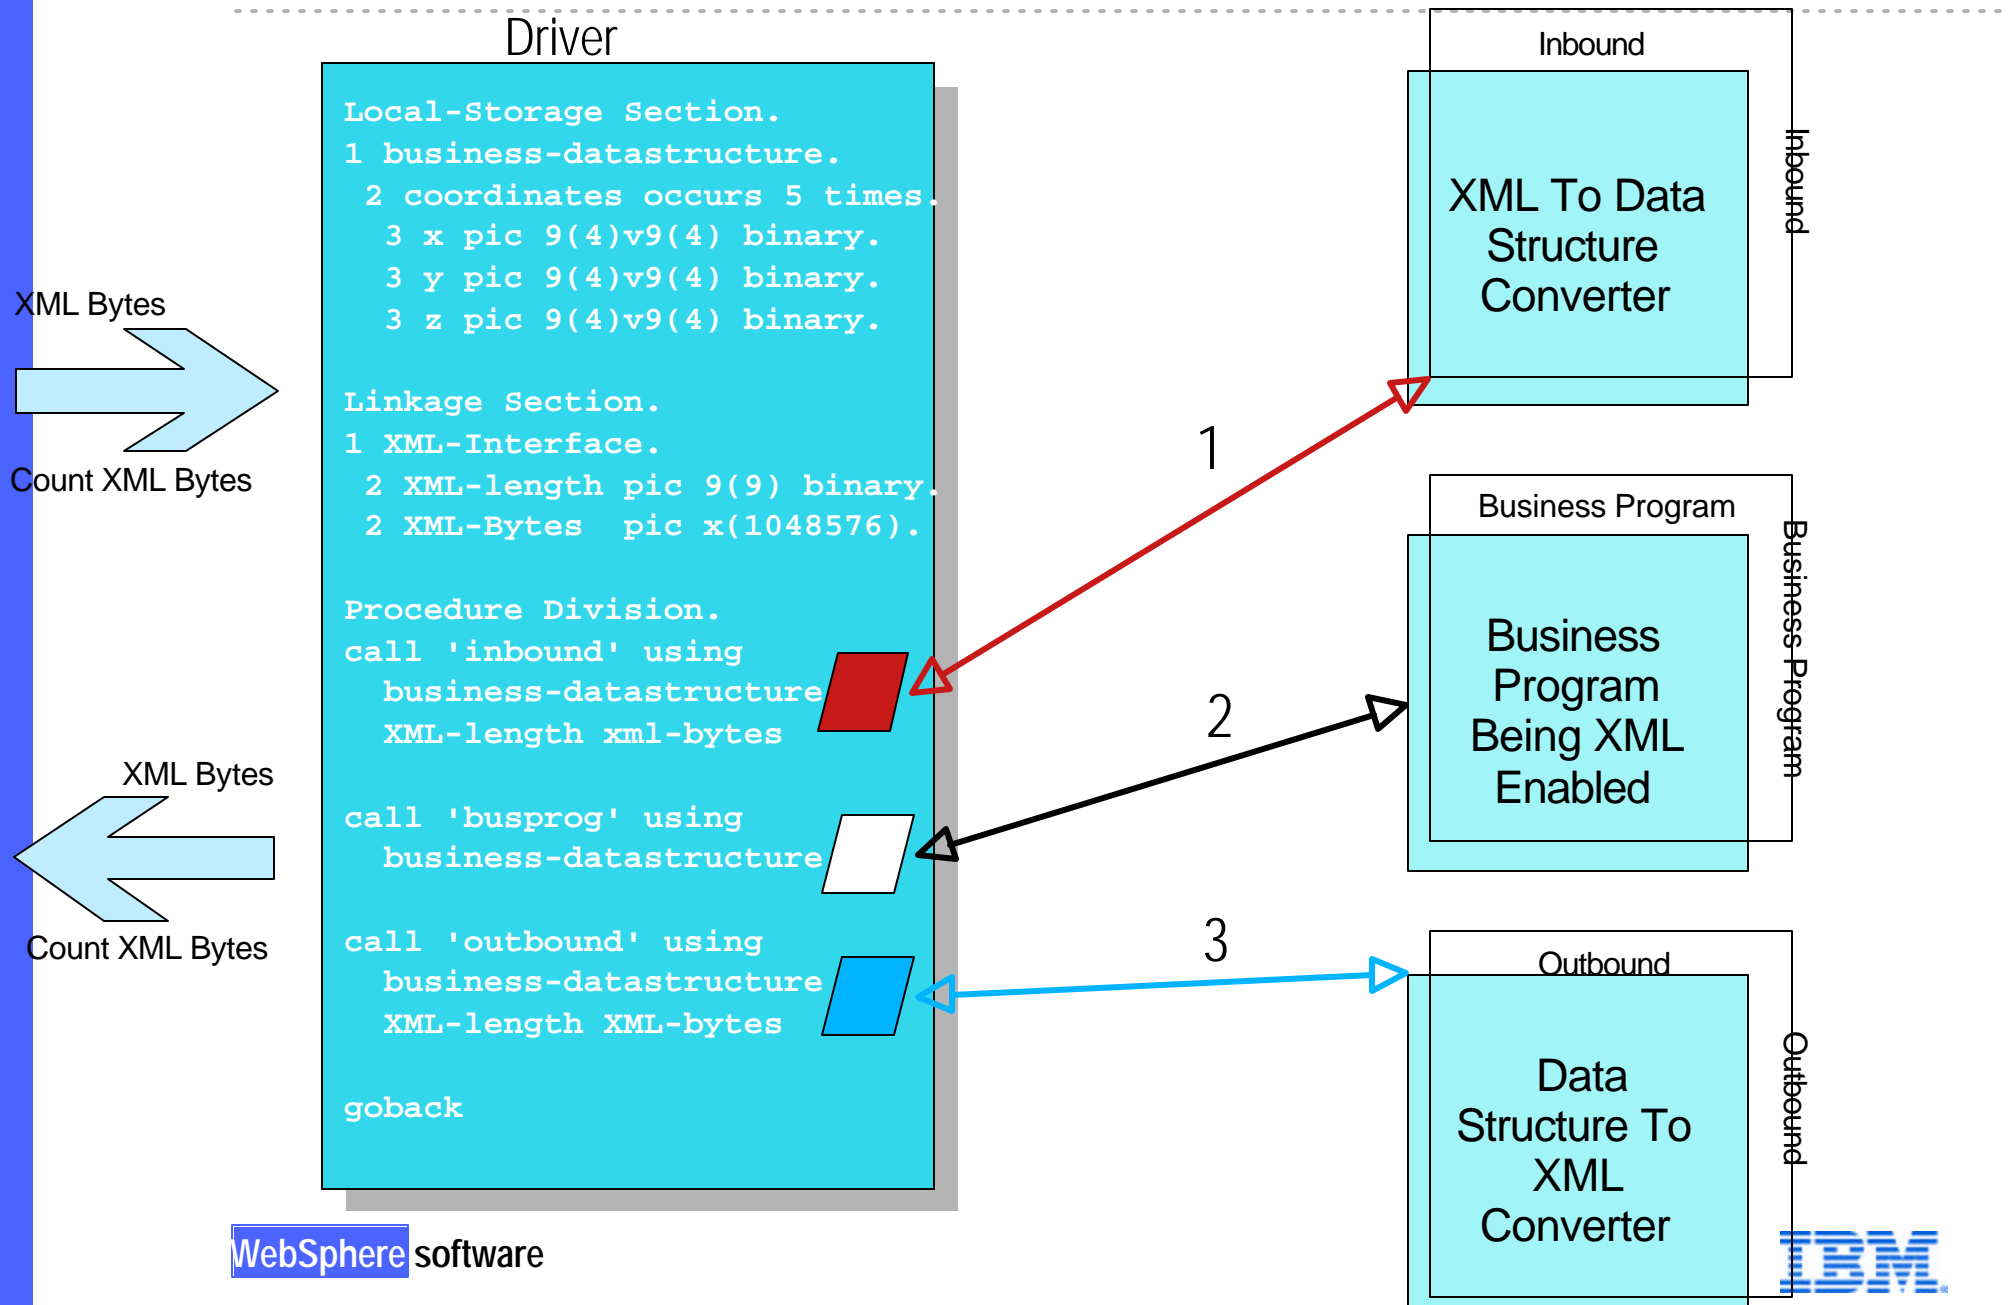 Driver
Local-Storage Section.
1 business-datastructure.
2 coordinates occurs 5 times.
3 x pic 9(4)v9(4) binary.
3 y pic 9(4)v9(4) binary.
3 z pic 9(4)v9(4) binary.
Linkage Section.
1 XML-Interface.
2 XML-length pic 9(9) binary.
2 XML-Bytes  pic x(1048576).
Procedure Division.
call 'inbound' using
business-datastructure
XML-length xml-bytes
call 'busprog' using
business-datastructure
call 'outbound' using
business-datastructure
XML-length XML-bytes
goback
XML Bytes
Count XML Bytes
XML Bytes
Count XML Bytes
1
2
3
Inbound
Inbound
XML To Data
Structure
Converter
Business Program
Business Program
Business
Program
Being XML
Enabled
Outbound
Outbound
Data
Structure To
XML
Converter
WebSphere software
IBM